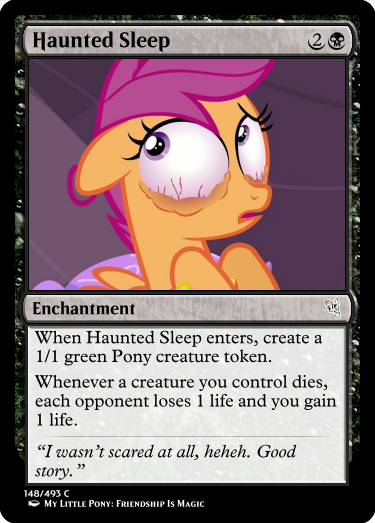 Haunted Sleep 2
Enchantment
When Haunted Sleep enters, create a
1/1 green Pony creature token.
Whenever a creature you control dies,
each opponent loses 1 life and you gain
1 life.
“I wasn’t scared at all, heheh. Good
story.”
148/493 C
My Little Pony: Friendship Is Magic